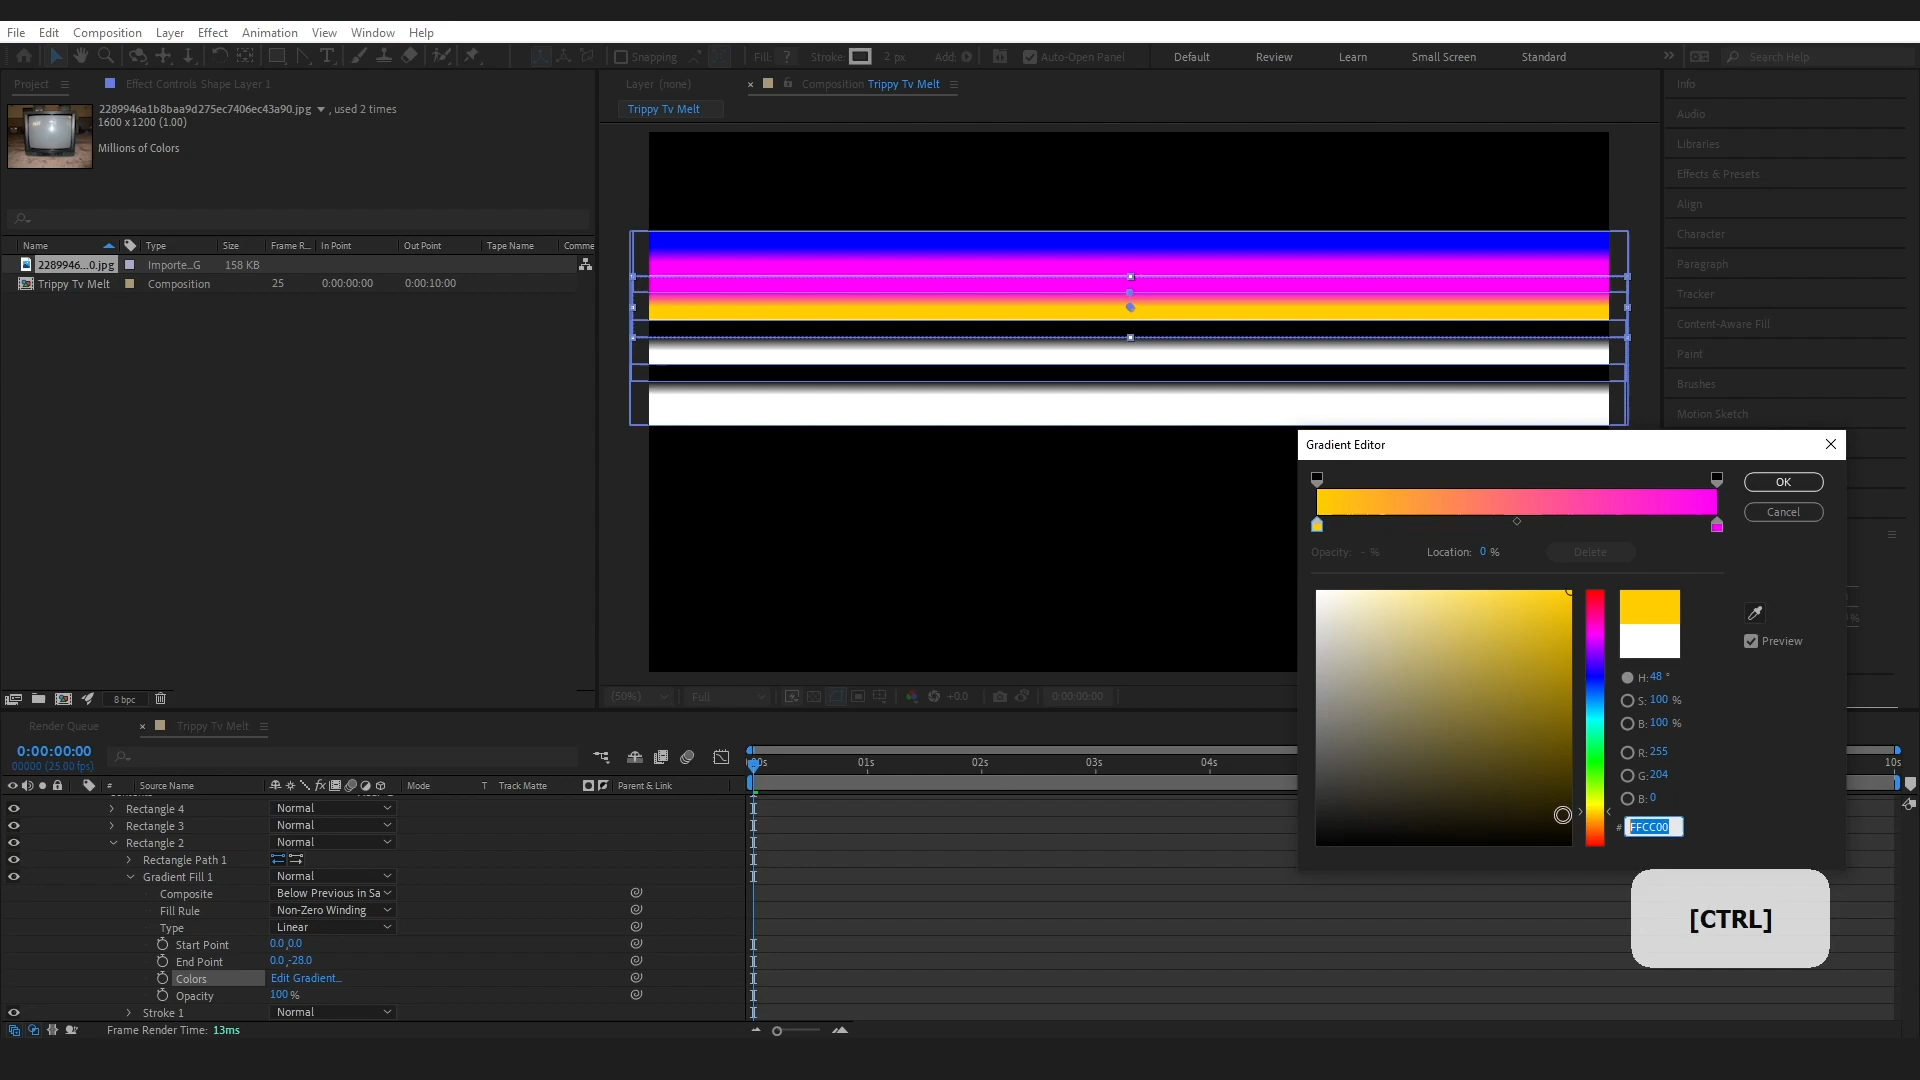 File Edit Composition Layer Effect Animation View Window Help
Snapping Fill: ? Stroke: 2 px Add: Auto-Open Panel Default Review Learn Small Screen Standard Search Help
Project Effect Controls Shape Layer 1
Layer (none) Composition Trippy Tv Melt
Trippy Tv Melt
2289946a1b8baa9d275ec7406ec43a90.jpg , used 2 times
1600 x 1200 (1.00)
Millions of Colors
Name Type Size Frame R... In Point Out Point Tape Name Comme
2289946...0.jpg Importe...G 158 KB
Trippy Tv Melt Composition 25 0:00:00:00 0:00:10:00
8 bpc
(50%) Full +0.0 0:00:00:00
Info
Audio
Libraries
Effects & Presets
Align
Character
Paragraph
Tracker
Content-Aware Fill
Paint
Brushes
Motion Sketch
Gradient Editor
OK
Cancel
Opacity: - % Location: 0 % Delete
Preview
H: 48 °
S: 100 %
B: 100 %
R: 255
G: 204
B: 0
# FFCC00
[CTRL]
Render Queue Trippy Tv Melt
0:00:00:00
00000 (25.00 fps)
# Source Name fx Mode T Track Matte Parent & Link
:00s 01s 02s 03s 04s 10s
Rectangle 4 Normal
Rectangle 3 Normal
Rectangle 2 Normal
Rectangle Path 1
Gradient Fill 1 Normal
Composite Below Previous in Sa
Fill Rule Non-Zero Winding
Type Linear
Start Point 0.0,0.0
End Point 0.0,-28.0
Colors Edit Gradient...
Opacity 100 %
Stroke 1 Normal
Frame Render Time: 13ms